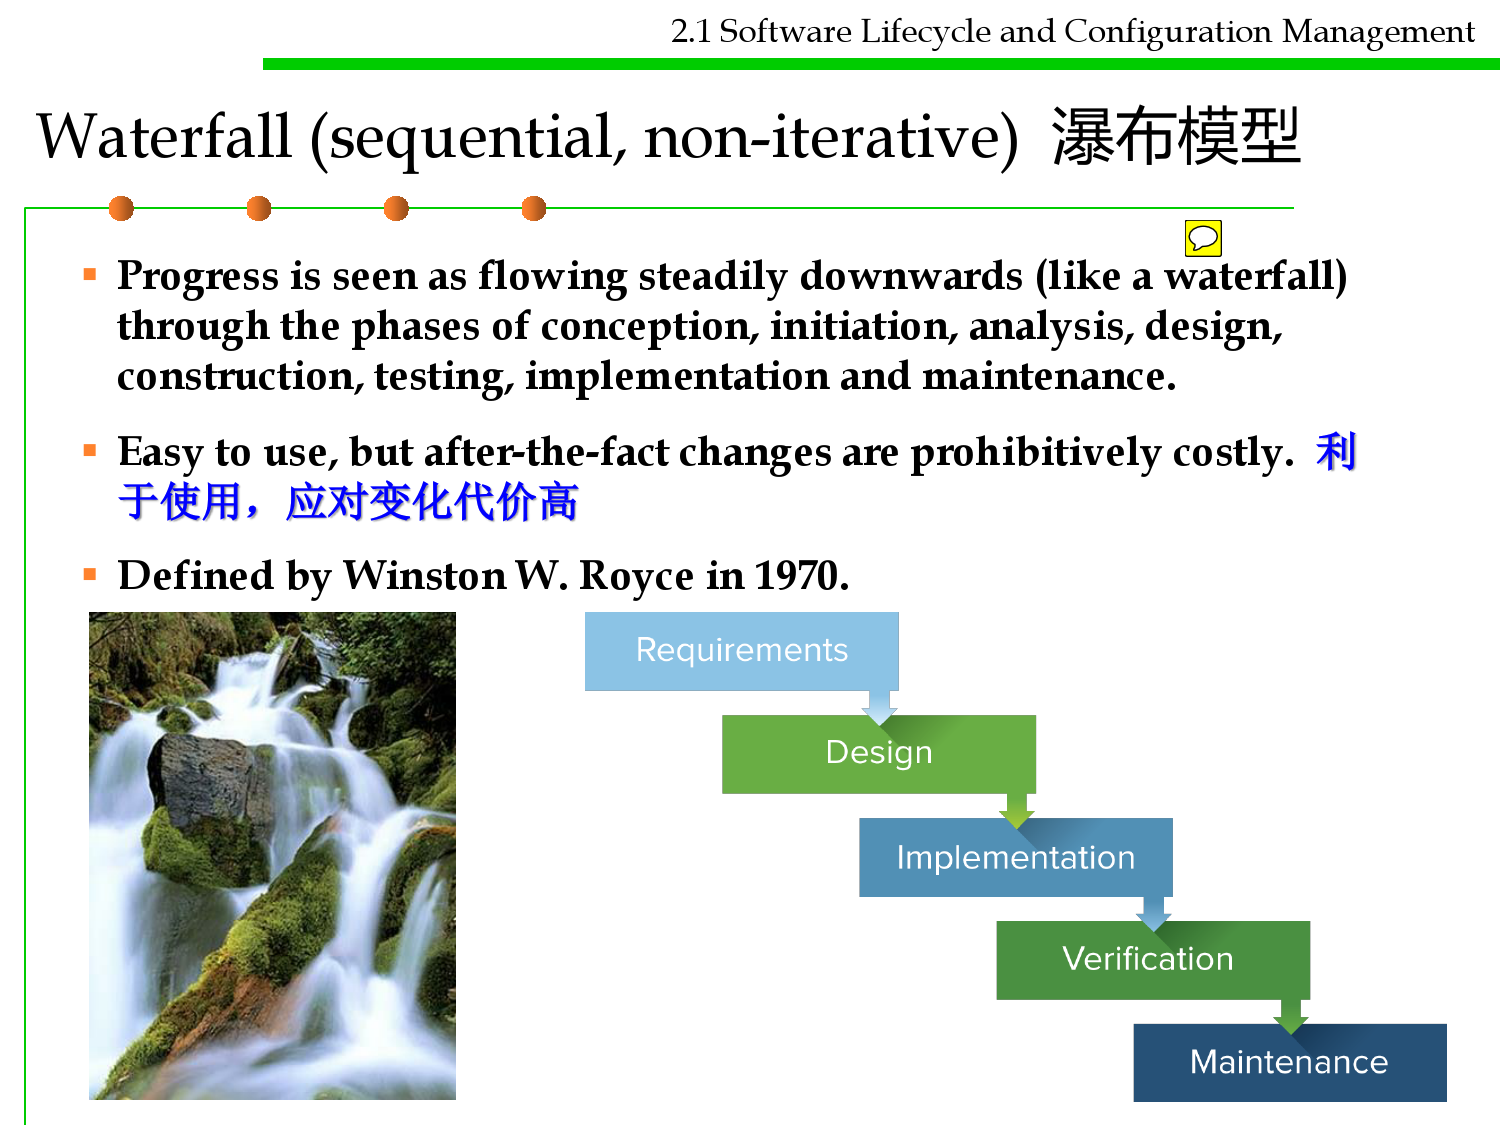 2.1 Software Lifecycle and Configuration Management
Waterfall (sequential, non-iterative) 瀑布模型
Progress is seen as flowing steadily downwards (like a waterfall)
through the phases of conception, initiation, analysis, design,
construction, testing, implementation and maintenance.
Easy to use, but after-the-fact changes are prohibitively costly. 利
于使用，应对变化代价高
Defined by Winston W. Royce in 1970.
Requirements
Design
Implementation
Verification
Maintenance